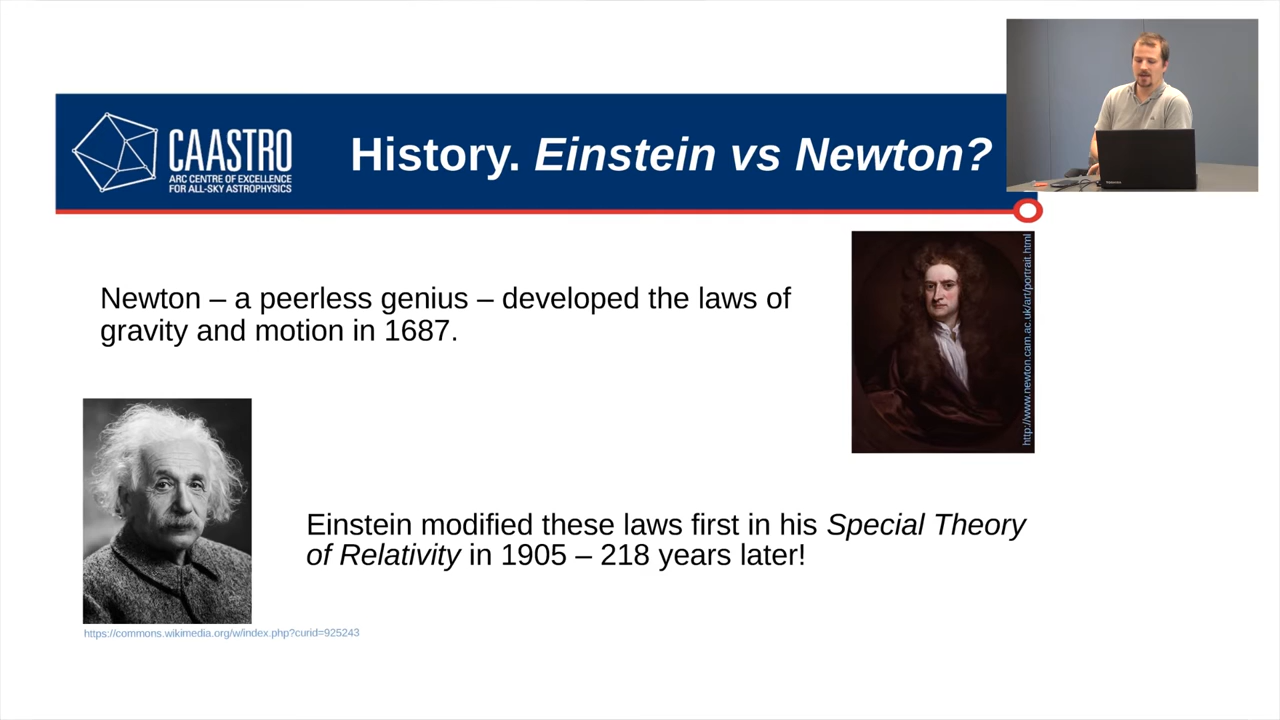 CAASTRO
ARC CENTRE OF EXCELLENCE
FOR ALL-SKY ASTROPHYSICS
History. Einstein vs Newton?
Newton – a peerless genius – developed the laws of
gravity and motion in 1687.
http://www.newton.cam.ac.uk/art/portrait.html
Einstein modified these laws first in his Special Theory
of Relativity in 1905 – 218 years later!
https://commons.wikimedia.org/w/index.php?curid=925243